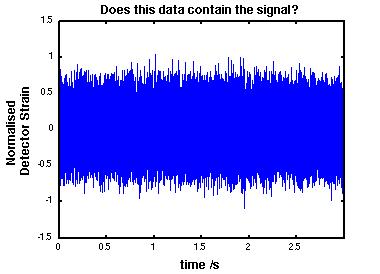 Does this data contain the signal?
1.5
1
0.5
0
-0.5
-1
-1.5
Normalised
Detector Strain
0 0.5 1 1.5 2 2.5
time /s